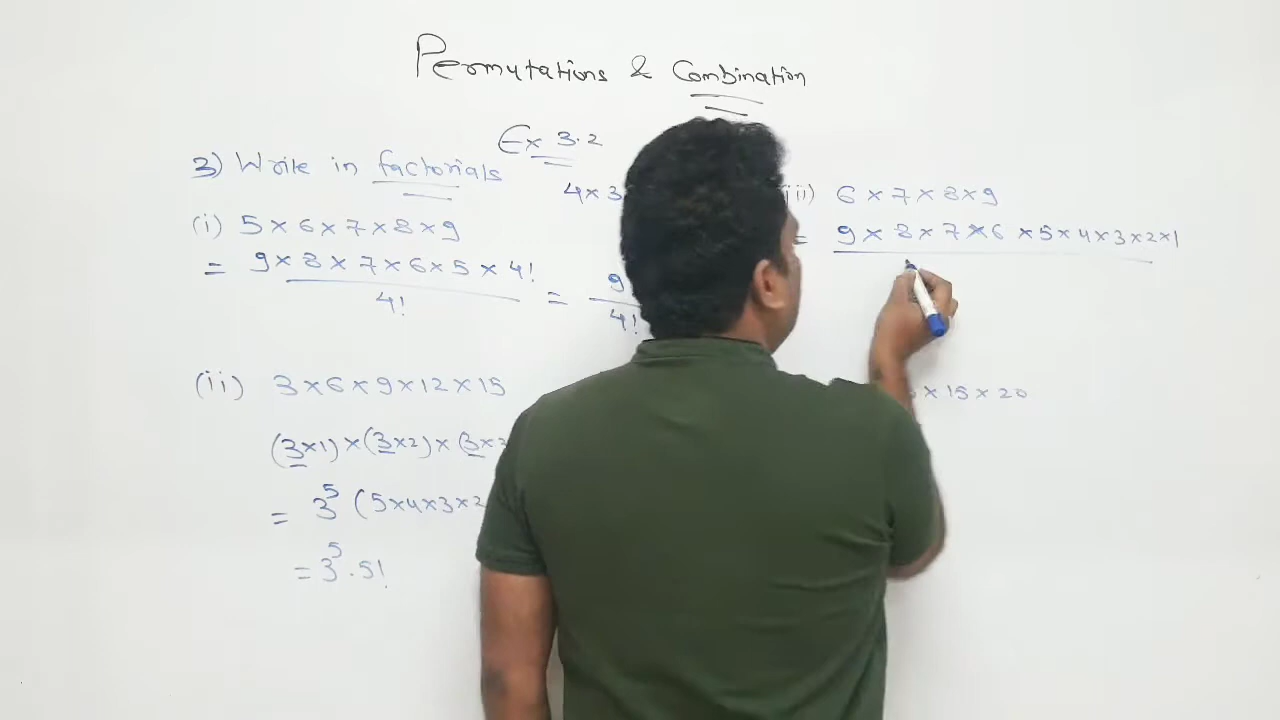 Permutations & Combination
Ex 3.2
3) Write in factorials
4×3
(i) 5×6×7×8×9
= 9×8×7×6×5×4!
4!
= 9
4!
(ii) 3×6×9×12×15
(3×1)×(3×2)×(3×
= 3⁵ (5×4×3×2
= 3⁵.5!
iii) 6×7×8×9
= 9×8×7×6×5×4×3×2×1
×15×20